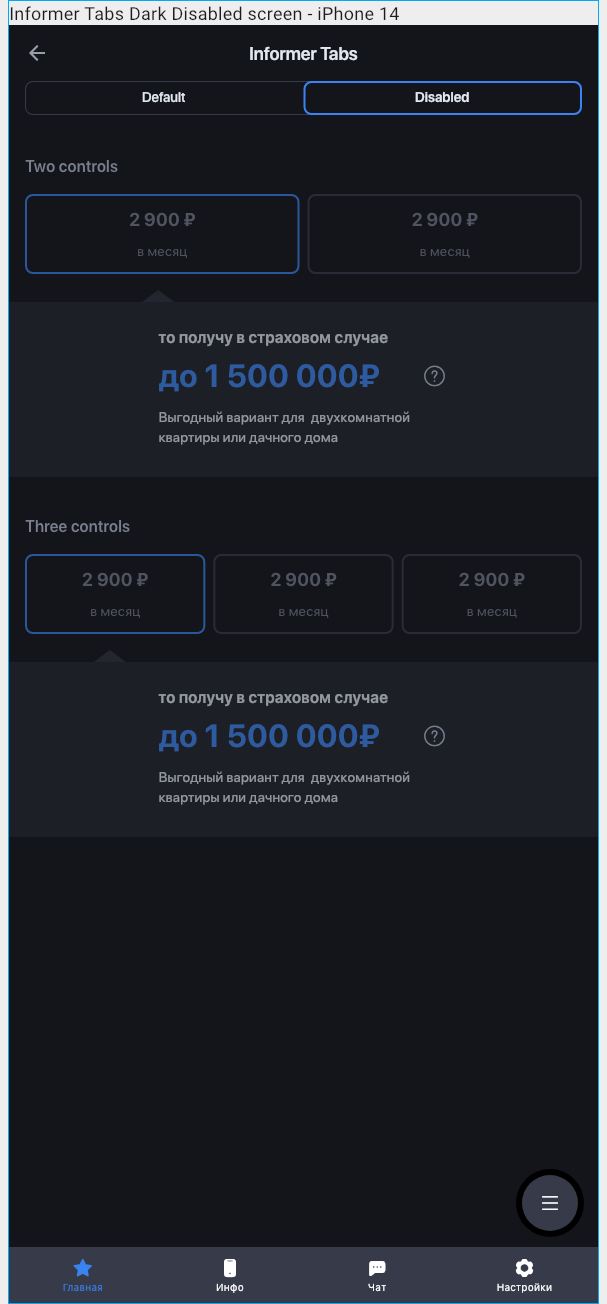 Informer Tabs Dark Disabled screen - iPhone 14
Informer Tabs
Default Disabled
Two controls
2 900 ₽ 2 900 ₽
в месяц в месяц
то получу в страховом случае
до 1 500 000₽
Выгодный вариант для двухкомнатной
квартиры или дачного дома
Three controls
2 900 ₽ 2 900 ₽ 2 900 ₽
в месяц в месяц в месяц
то получу в страховом случае
до 1 500 000₽
Выгодный вариант для двухкомнатной
квартиры или дачного дома
Главная Инфо Чат Настройки